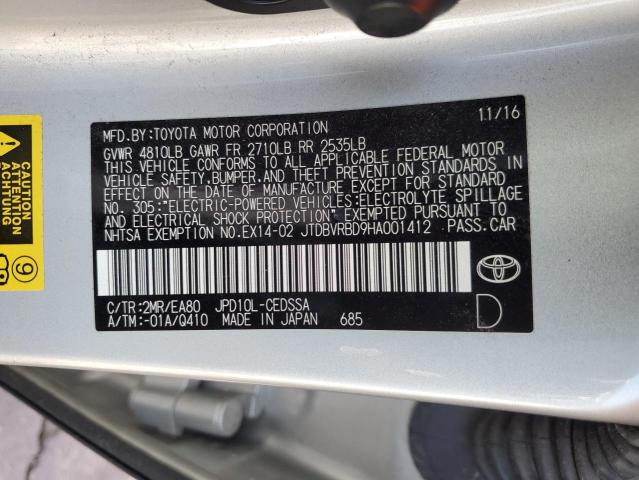 11/16
MFD.BY:TOYOTA MOTOR CORPORATION
GVWR 4810LB GAWR FR 2710LB RR 2535LB
THIS VEHICLE CONFORMS TO ALL APPLICABLE FEDERAL MOTOR
VEHICLE SAFETY,BUMPER,AND THEFT PREVENTION STANDARDS IN
EFFECT ON THE DATE OF MANUFACTURE EXCEPT FOR STANDARD
NO. 305:"ELECTRIC-POWERED VEHICLES:ELECTROLYTE SPILLAGE
AND ELECTRICAL SHOCK PROTECTION" EXEMPTED PURSUANT TO
NHTSA EXEMPTION NO.EX14-02 JTDBVRBD9HA001412 PASS.CAR
C/TR:2MR/EA80 JPD10L-CEDSSA
A/TM:-01A/Q410 MADE IN JAPAN 685
TOYOTA
D
CAUTION
ATTENTION
ACHTUNG
9